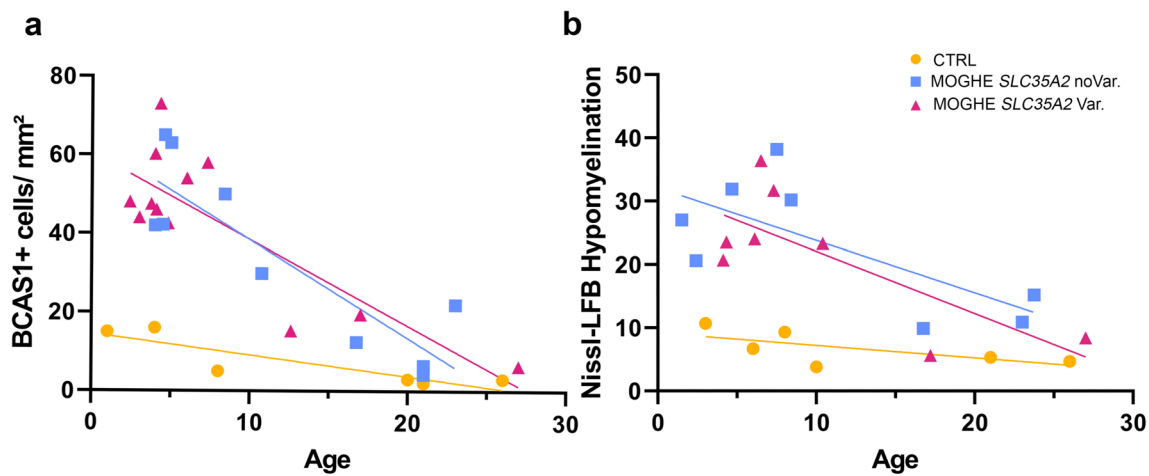 a
BCAS1+ cells/ mm²
80
60
40
20
0
0
10
20
30
Age
b
Nissl-LFB Hypomyelination
50
40
30
20
10
0
0
10
20
30
Age
CTRL
MOGHE SLC35A2 noVar.
MOGHE SLC35A2 Var.